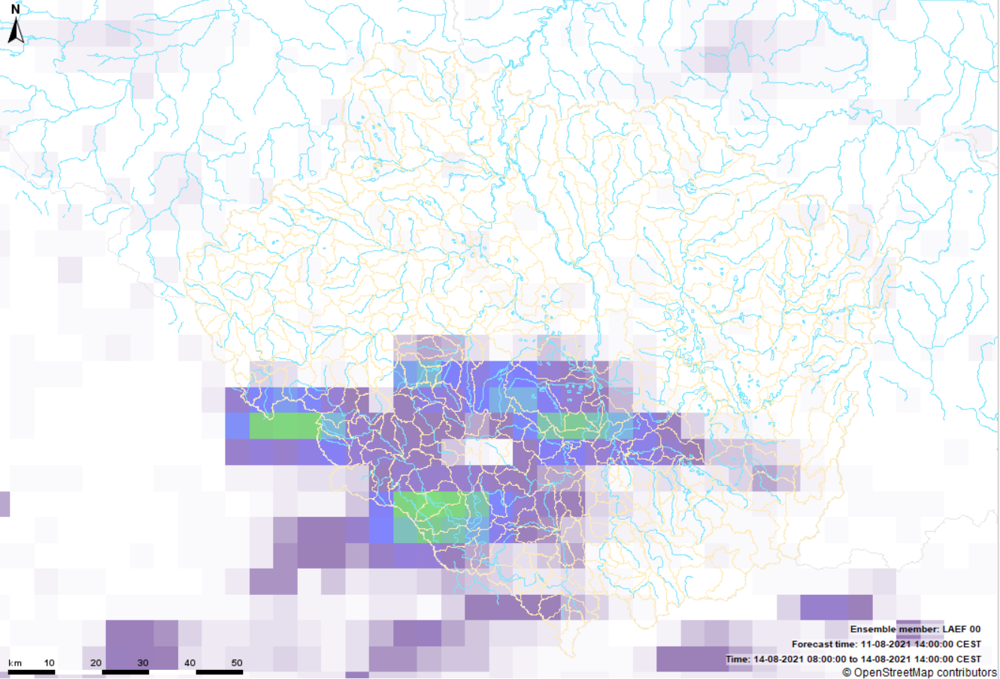 N
km 10 20 30 40 50
Ensemble member: LAEF 00
Forecast time: 11-08-2021 14:00:00 CEST
Time: 14-08-2021 08:00:00 to 14-08-2021 14:00:00 CEST
© OpenStreetMap contributors